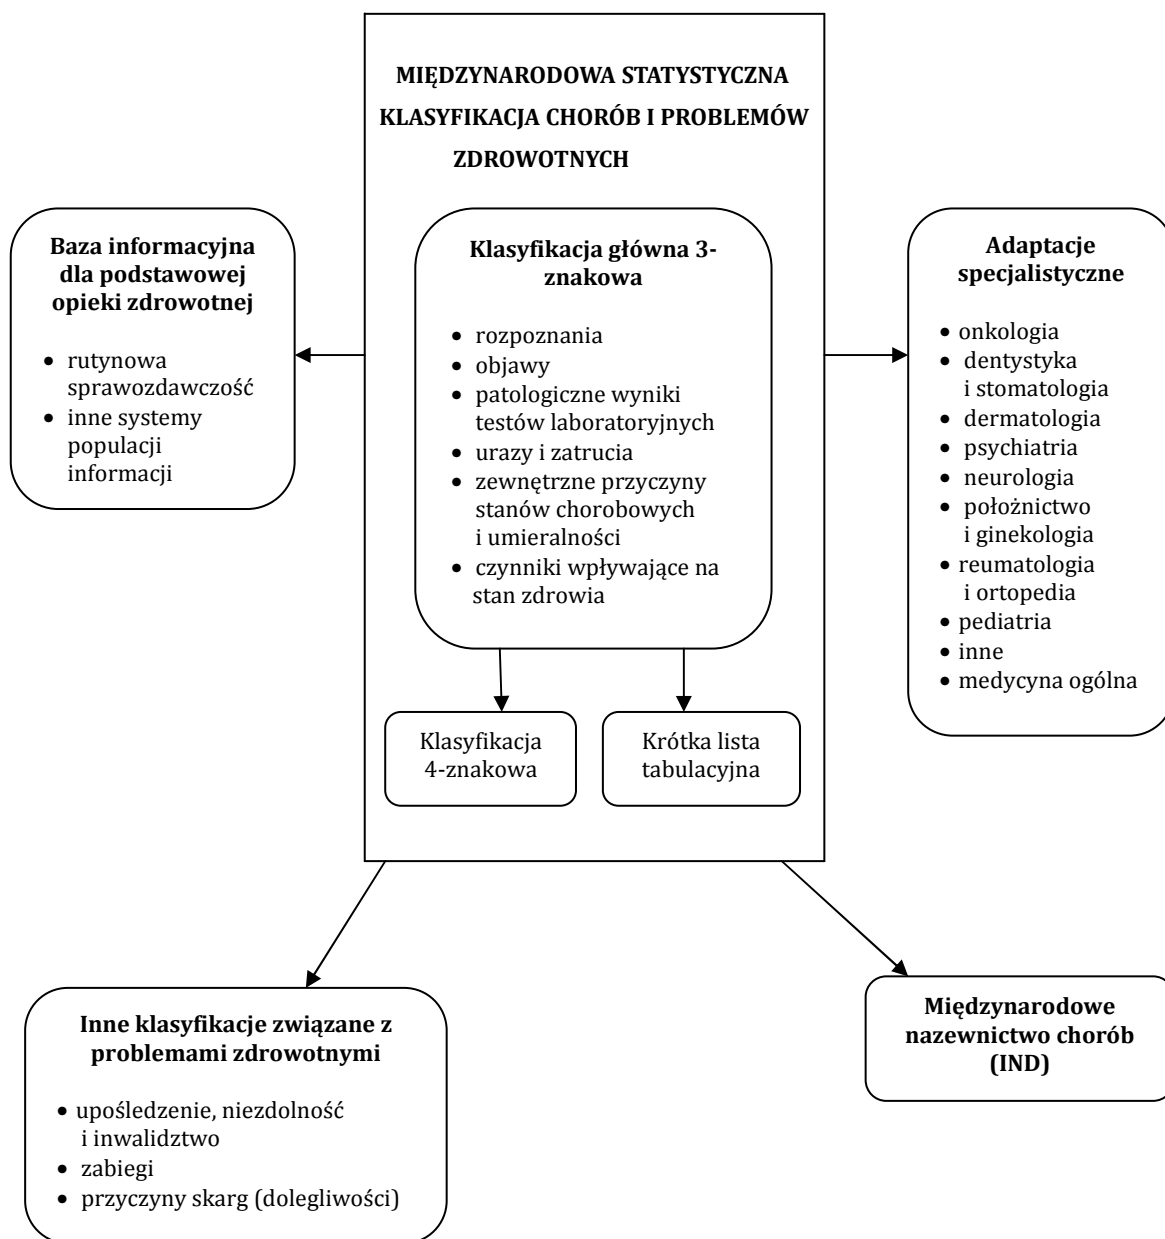 MIĘDZYNARODOWA STATYSTYCZNA
KLASYFIKACJA CHORÓB I PROBLEMÓW
ZDROWOTNYCH
Baza informacyjna
dla podstawowej
opieki zdrowotnej
• rutynowa
sprawozdawczość
• inne systemy
populacji
informacji
Klasyfikacja główna 3-
znakowa
• rozpoznania
• objawy
• patologiczne wyniki
testów laboratoryjnych
• urazy i zatrucia
• zewnętrzne przyczyny
stanów chorobowych
i umieralności
• czynniki wpływające na
stan zdrowia
Adaptacje
specjalistyczne
• onkologia
• dentystyka
i stomatologia
• dermatologia
• psychiatria
• neurologia
• położnictwo
i ginekologia
• reumatologia
i ortopedia
• pediatria
• inne
• medycyna ogólna
Klasyfikacja
4-znakowa
Krótka lista
tabulacyjna
Inne klasyfikacje związane z
problemami zdrowotnymi
• upośledzenie, niezdolność
i inwalidztwo
• zabiegi
• przyczyny skarg (dolegliwości)
Międzynarodowe
nazewnictwo chorób
(IND)